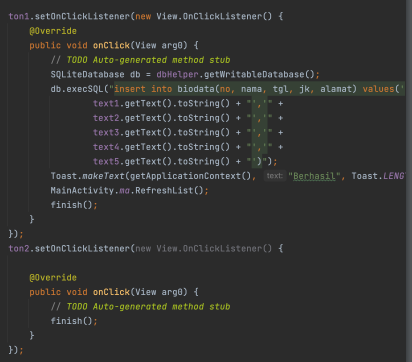 ton1.setOnClickListener(new View.OnClickListener() {
@Override
public void onClick(View arg0) {
// TODO Auto-generated method stub
SQLiteDatabase db = dbHelper.getWritableDatabase();
db.execSQL("insert into biodata(no, nama, tgl, jk, alamat) values('
text1.getText().toString() + "','" +
text2.getText().toString() + "','" +
text3.getText().toString() + "','" +
text4.getText().toString() + "','" +
text5.getText().toString() + "')");
Toast.makeText(getApplicationContext(), text: "Berhasil", Toast.LENGT
MainActivity.ma.RefreshList();
finish();
}
});
ton2.setOnClickListener(new View.OnClickListener() {
@Override
public void onClick(View arg0) {
// TODO Auto-generated method stub
finish();
}
});